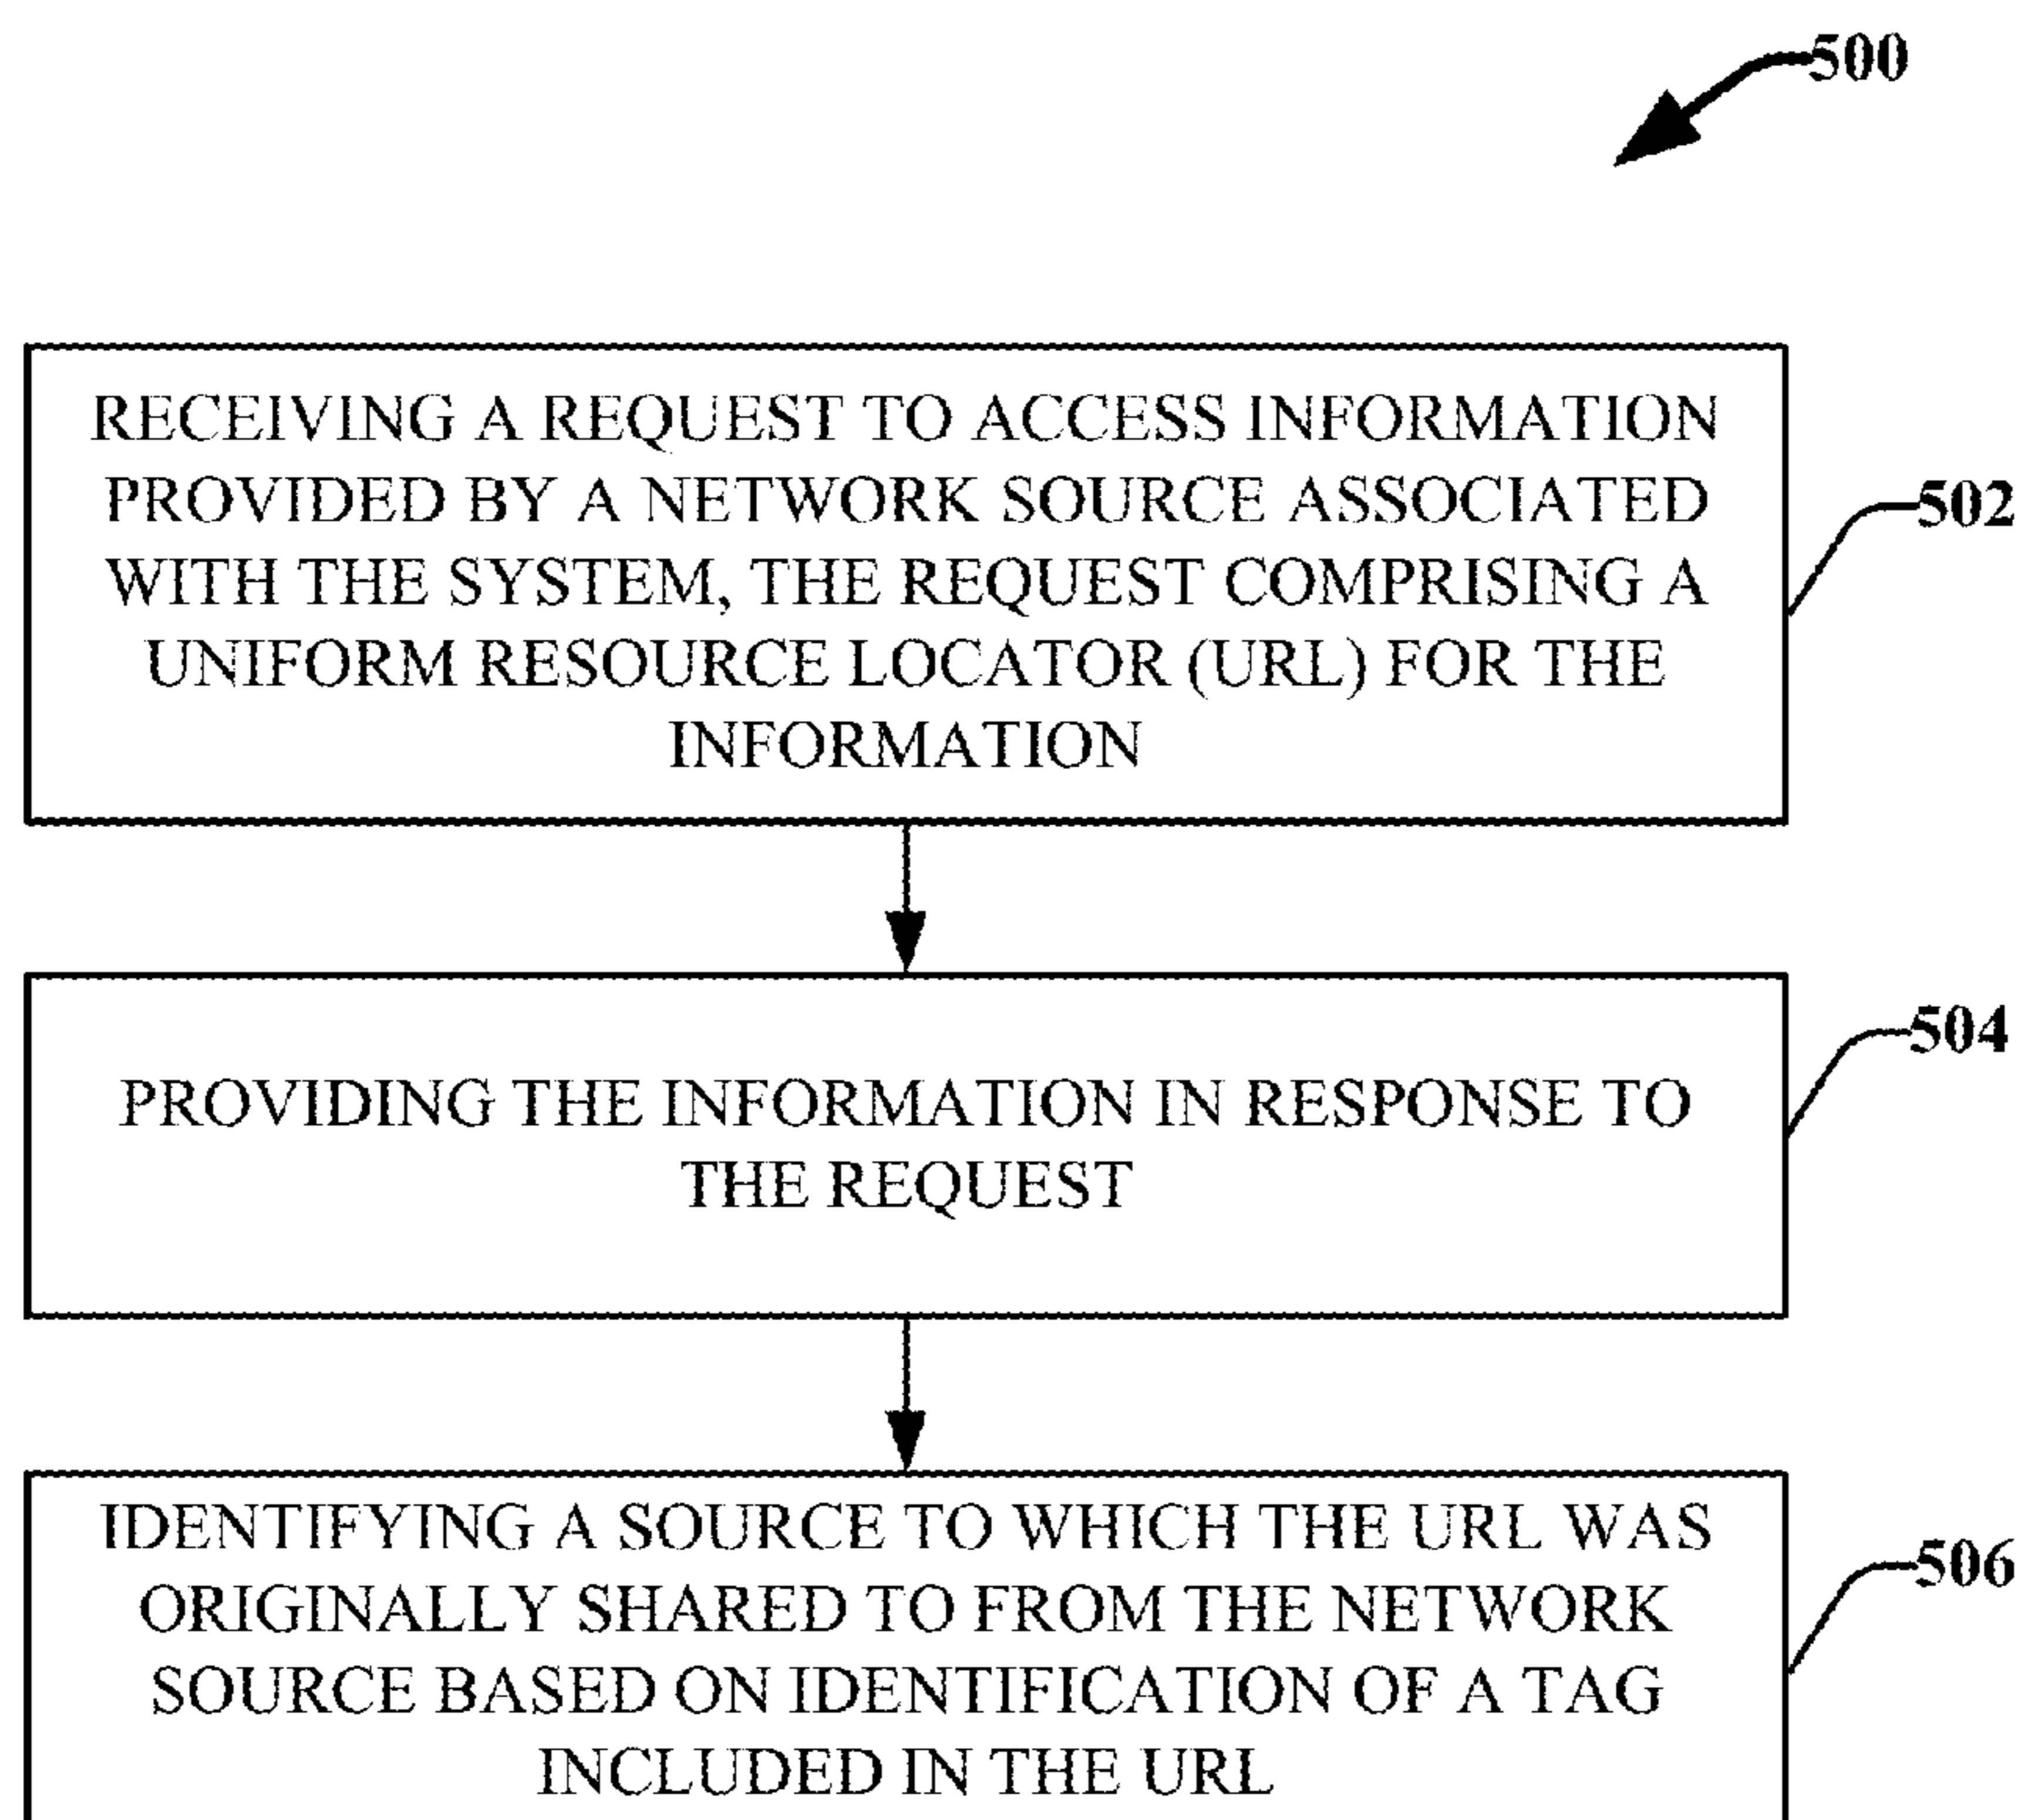 500
RECEIVING A REQUEST TO ACCESS INFORMATION
PROVIDED BY A NETWORK SOURCE ASSOCIATED
WITH THE SYSTEM, THE REQUEST COMPRISING A
UNIFORM RESOURCE LOCATOR (URL) FOR THE
INFORMATION
502
PROVIDING THE INFORMATION IN RESPONSE TO
THE REQUEST
504
IDENTIFYING A SOURCE TO WHICH THE URL WAS
ORIGINALLY SHARED TO FROM THE NETWORK
SOURCE BASED ON IDENTIFICATION OF A TAG
INCLUDED IN THE URL
506